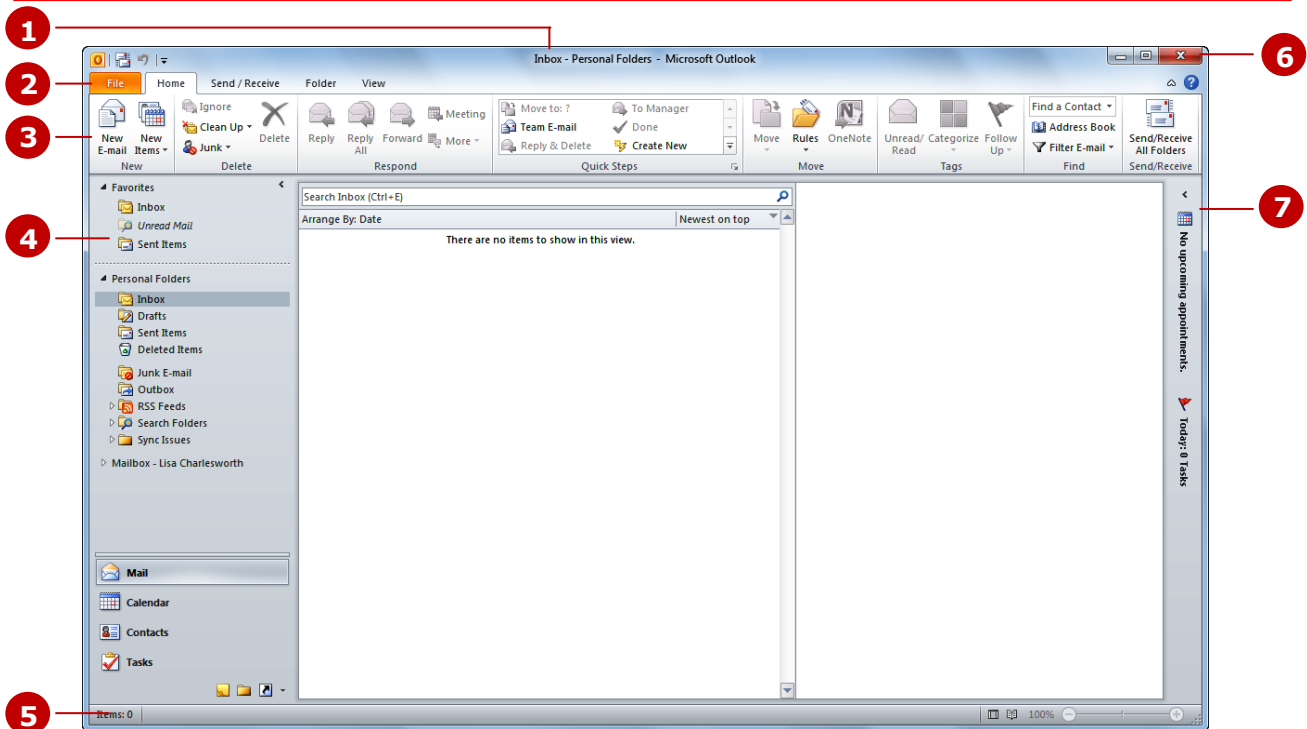 1
Inbox - Personal Folders - Microsoft Outlook
6
2
File Home Send / Receive Folder View
3
New E-mail
New Items
Ignore
Clean Up
Junk
Delete
Reply
Reply All
Forward
Meeting
More
Move to: ?
Team E-mail
Reply & Delete
To Manager
Done
Create New
Move
Rules
OneNote
Unread/ Read
Categorize
Follow Up
Find a Contact
Address Book
Filter E-mail
Send/Receive All Folders
New Delete Respond Quick Steps Move Tags Find Send/Receive
4
Favorites
Inbox
Unread Mail
Sent Items
Personal Folders
Inbox
Drafts
Sent Items
Deleted Items
Junk E-mail
Outbox
RSS Feeds
Search Folders
Sync Issues
Mailbox - Lisa Charlesworth
Mail
Calendar
Contacts
Tasks
Search Inbox (Ctrl+E)
Arrange By: Date Newest on top
There are no items to show in this view.
7
No upcoming appointments.
Today: 0 Tasks
5
Items: 0
100%